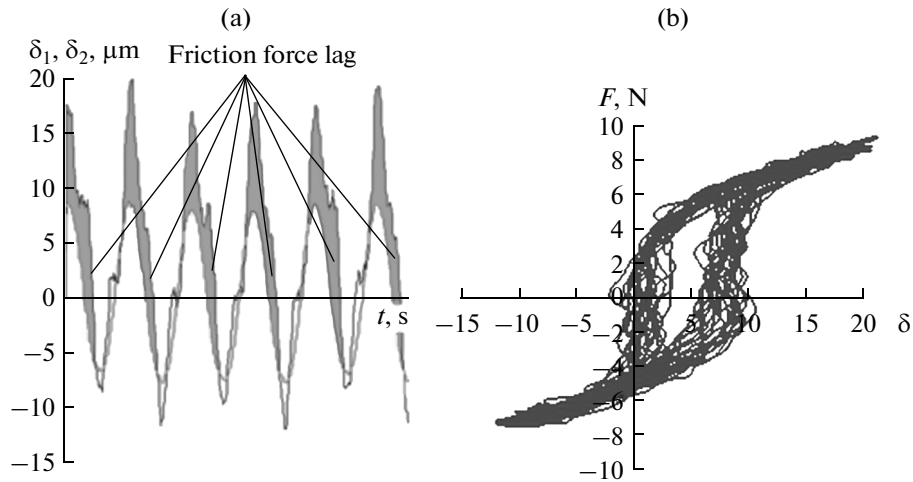 (a)
δ₁, δ₂, μm
Friction force lag
20
15
10
5
0
−5
−10
−15
t, s
(b)
F, N
10
8
6
4
2
0
−2
−4
−6
−8
−10
−15 −10 −5 0 5 10 15 20 δ